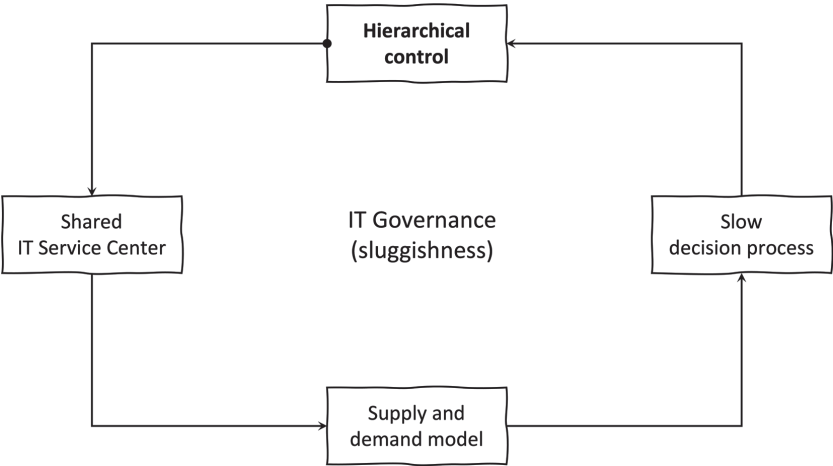 Hierarchical
control
Shared
IT Service Center
IT Governance
(sluggishness)
Slow
decision process
Supply and
demand model